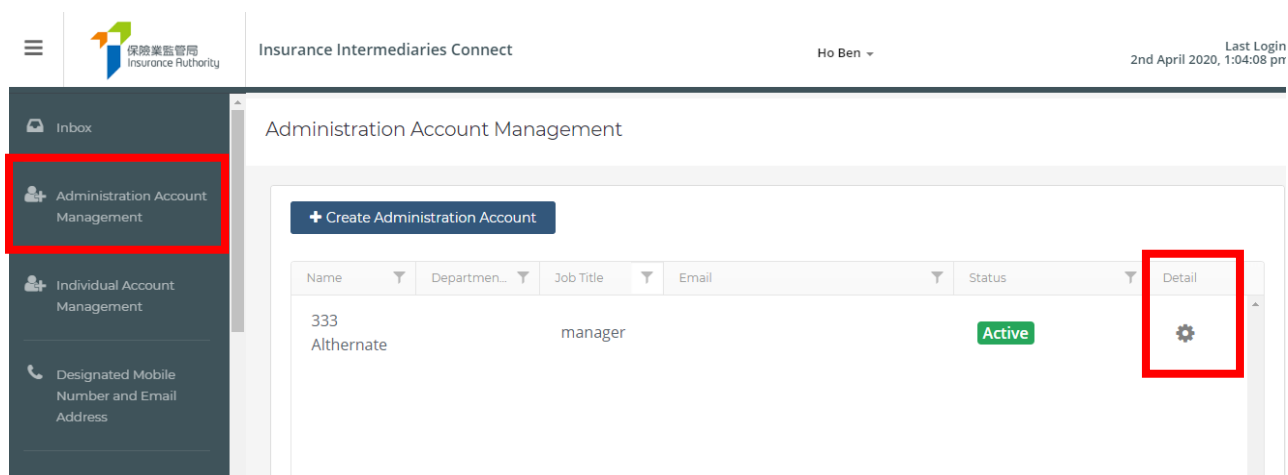 保險業監管局
Insurance Authority
Insurance Intermediaries Connect
Ho Ben
Last Login
2nd April 2020, 1:04:08 pm
Inbox
Administration Account
Management
Individual Account
Management
Designated Mobile
Number and Email
Address
Administration Account Management
+ Create Administration Account
Name Departmen... Job Title Email Status Detail
333
Althernate
manager
Active